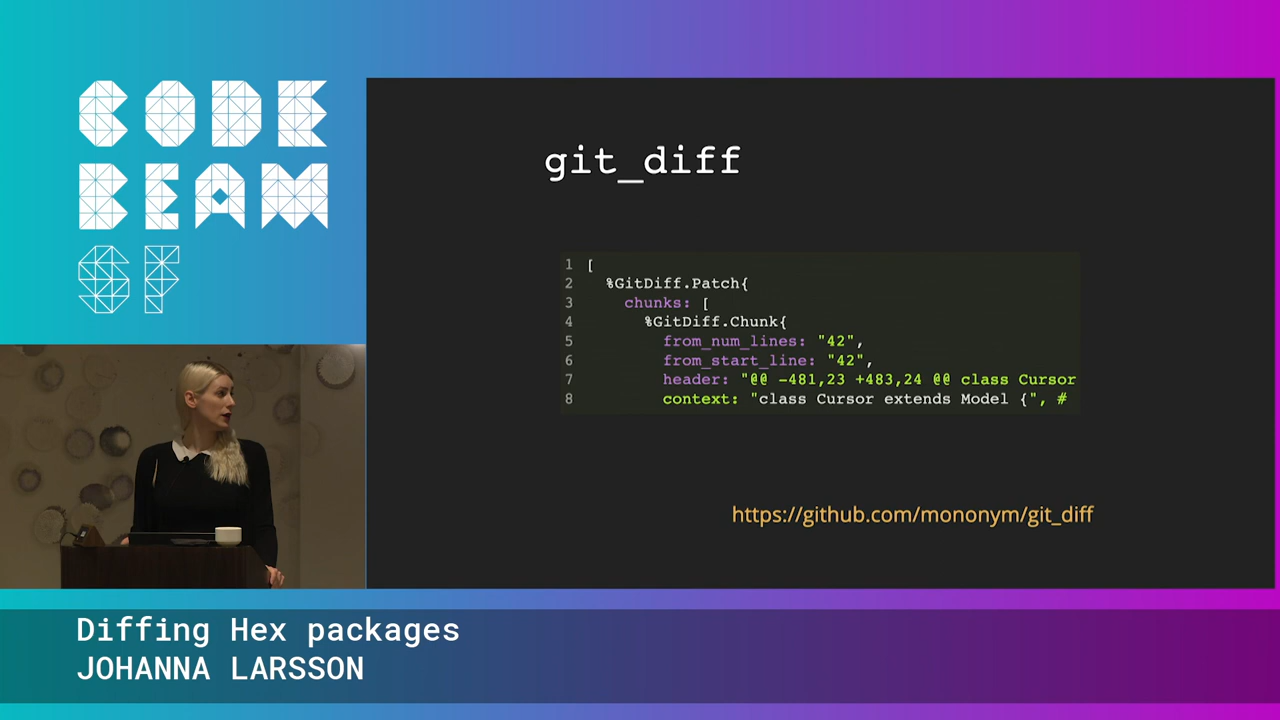 CODE
BEAM
SF
git_diff
1 [
2 %GitDiff.Patch{
3 chunks: [
4 %GitDiff.Chunk{
5 from_num_lines: "42",
6 from_start_line: "42",
7 header: "@@ -481,23 +483,24 @@ class Cursor
8 context: "class Cursor extends Model {", #
https://github.com/mononym/git_diff
Diffing Hex packages
JOHANNA LARSSON